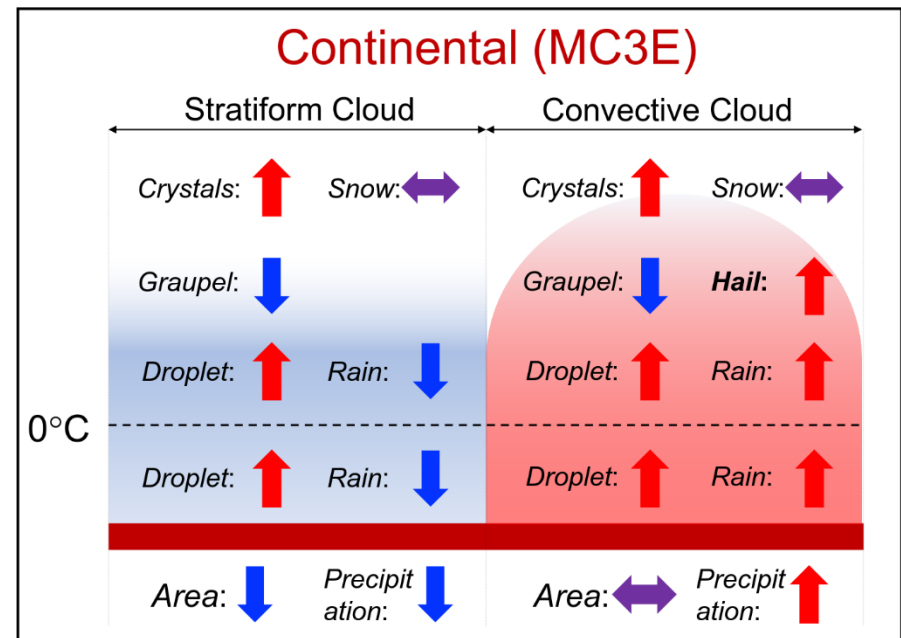 Continental (MC3E)
Stratiform Cloud Convective Cloud
Crystals: Snow: Crystals: Snow:
Graupel: Graupel: Hail:
Droplet: Rain: Droplet: Rain:
0°C
Droplet: Rain: Droplet: Rain:
Area: Precipit
ation: Area: Precipit
ation: